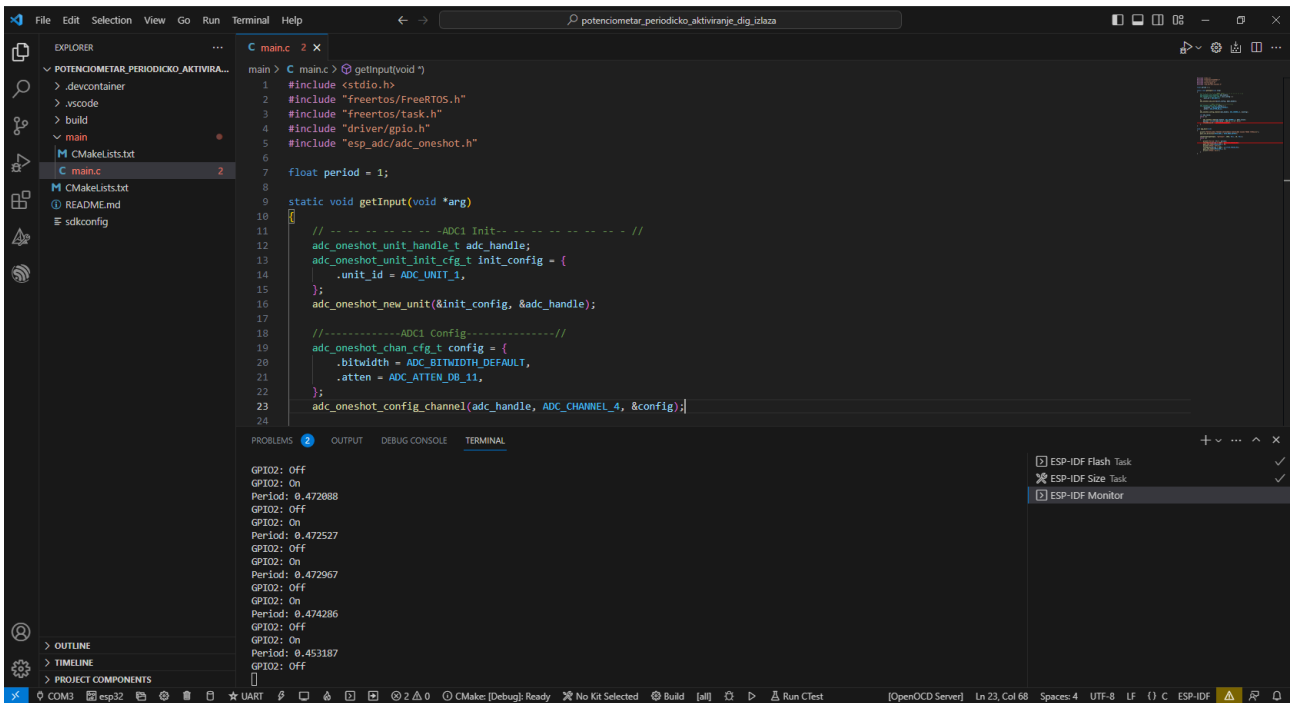 File Edit Selection View Go Run Terminal Help
potenciometar_periodicko_aktiviranje_dig_izlaza
EXPLORER
POTENCIOMETAR_PERIODICKO_AKTIVIRA...
.devcontainer
.vscode
build
main
CMakeLists.txt
main.c 2
CMakeLists.txt
README.md
sdkconfig
OUTLINE
TIMELINE
PROJECT COMPONENTS
main.c 2
main > main.c > getInput(void *)
1 #include <stdio.h>
2 #include "freertos/FreeRTOS.h"
3 #include "freertos/task.h"
4 #include "driver/gpio.h"
5 #include "esp_adc/adc_oneshot.h"
6
7 float period = 1;
8
9 static void getInput(void *arg)
10 {
11 // -- -- -- -- -- -- -ADC1 Init-- -- -- -- -- -- -- - //
12 adc_oneshot_unit_handle_t adc_handle;
13 adc_oneshot_unit_init_cfg_t init_config = {
14 .unit_id = ADC_UNIT_1,
15 };
16 adc_oneshot_new_unit(&init_config, &adc_handle);
17
18 //-------------ADC1 Config---------------//
19 adc_oneshot_chan_cfg_t config = {
20 .bitwidth = ADC_BITWIDTH_DEFAULT,
21 .atten = ADC_ATTEN_DB_11,
22 };
23 adc_oneshot_config_channel(adc_handle, ADC_CHANNEL_4, &config);
24
PROBLEMS 2 OUTPUT DEBUG CONSOLE TERMINAL
GPIO2: Off
GPIO2: On
Period: 0.472088
GPIO2: Off
GPIO2: On
Period: 0.472527
GPIO2: Off
GPIO2: On
Period: 0.472967
GPIO2: Off
GPIO2: On
Period: 0.474286
GPIO2: Off
GPIO2: On
Period: 0.453187
GPIO2: Off
ESP-IDF Flash Task
ESP-IDF Size Task
ESP-IDF Monitor
COM3 esp32 UART 2 0 CMake: [Debug]: Ready No Kit Selected Build [all] Run CTest [OpenOCD Server] Ln 23, Col 68 Spaces: 4 UTF-8 LF {} C ESP-IDF